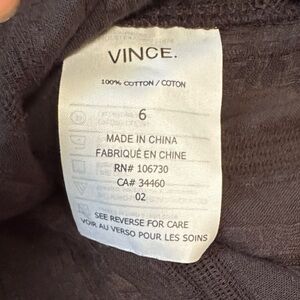 VINCE.
100% COTTON / COTON
6
MADE IN CHINA
FABRIQUÉ EN CHINE
RN# 106730
CA# 34460
02
SEE REVERSE FOR CARE
VOIR AU VERSO POUR LES SOINS